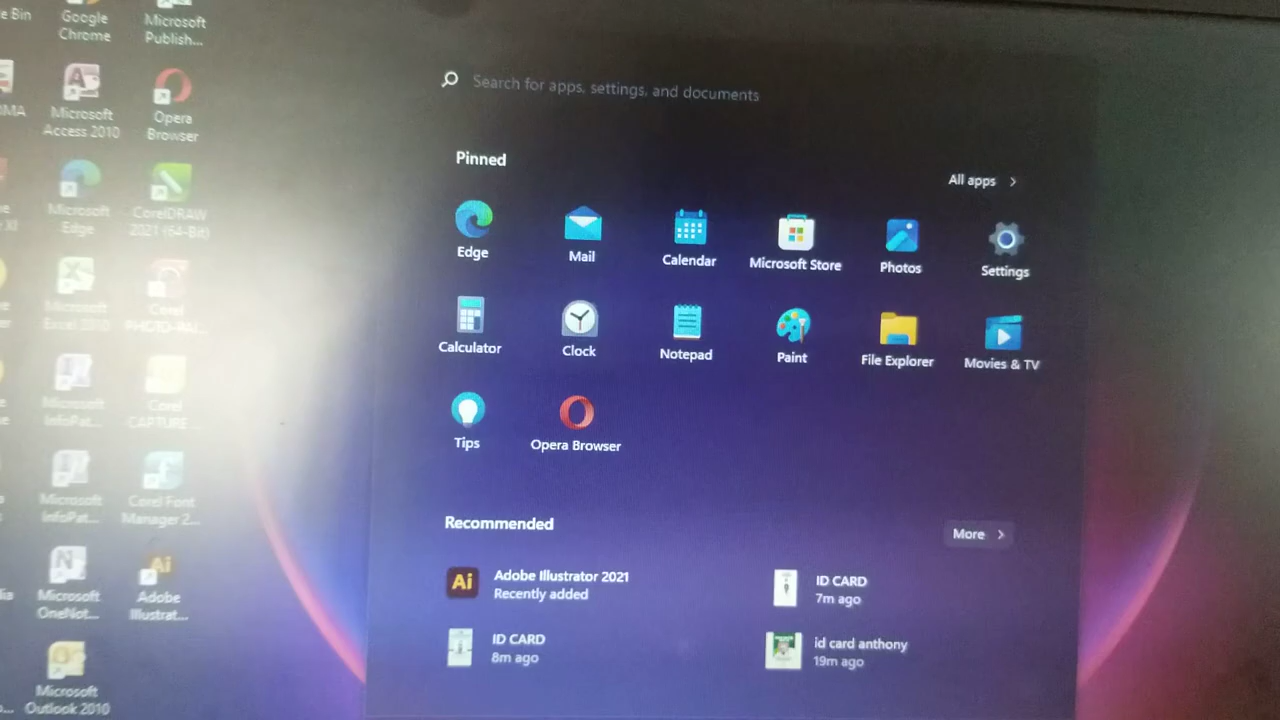 e Bin
Google
Chrome
Microsoft
Publish...
RMA
Microsoft
Access 2010
Opera
Browser
Microsoft
Edge
CorelDRAW
2021 (64-Bit)
Microsoft
Excel 2010
Corel
PHOTO-PAI...
Microsoft
InfoPat...
Corel
CAPTURE...
Microsoft
InfoPat...
Corel Font
Manager 2...
Microsoft
OneNot...
Ai
Adobe
Illustrat...
Microsoft
Outlook 2010
Search for apps, settings, and documents
Pinned
All apps >
Edge
Mail
Calendar
Microsoft Store
Photos
Settings
Calculator
Clock
Notepad
Paint
File Explorer
Movies & TV
Tips
Opera Browser
Recommended
More >
Ai
Adobe Illustrator 2021
Recently added
ID CARD
7m ago
ID CARD
8m ago
id card anthony
19m ago